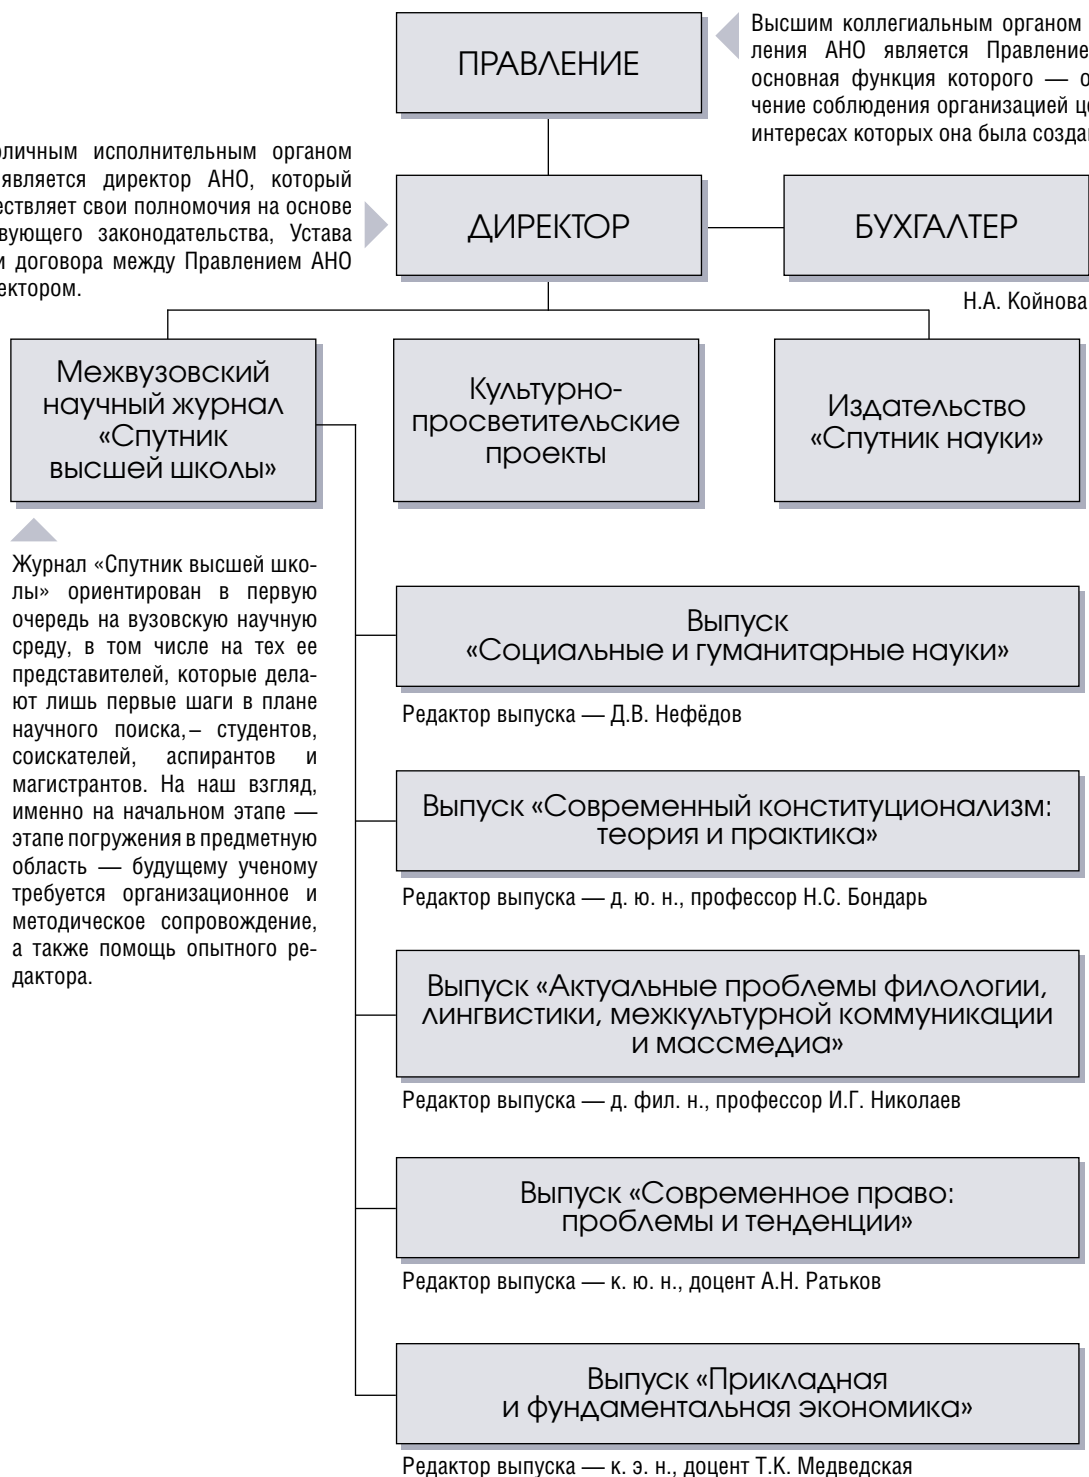 ПРАВЛЕНИЕ
Высшим коллегиальным органом
ления АНО является Правление
основная функция которого — о
чение соблюдения организацией
интересах которых она была созда
оличным исполнительным органом
является директор АНО, который
ествляет свои полномочия на основе
вующего законодательства, Устава
и договора между Правлением АНО
ектором.
ДИРЕКТОР
БУХГАЛТЕР
Н.А. Койнова
Межвузовский
научный журнал
«Спутник
высшей школы»
Культурно-
просветительские
проекты
Издательство
«Спутник науки»
Журнал «Спутник высшей шко-
лы» ориентирован в первую
очередь на вузовскую научную
среду, в том числе на тех ее
представителей, которые дела-
ют лишь первые шаги в плане
научного поиска,– студентов,
соискателей, аспирантов и
магистрантов. На наш взгляд,
именно на начальном этапе —
этапе погружения в предметную
область — будущему ученому
требуется организационное и
методическое сопровождение,
а также помощь опытного ре-
дактора.
Выпуск
«Социальные и гуманитарные науки»
Редактор выпуска — Д.В. Нефёдов
Выпуск «Современный конституционализм:
теория и практика»
Редактор выпуска — д. ю. н., профессор Н.С. Бондарь
Выпуск «Актуальные проблемы филологии,
лингвистики, межкультурной коммуникации
и массмедиа»
Редактор выпуска — д. фил. н., профессор И.Г. Николаев
Выпуск «Современное право:
проблемы и тенденции»
Редактор выпуска — к. ю. н., доцент А.Н. Ратьков
Выпуск «Прикладная
и фундаментальная экономика»
Редактор выпуска — к. э. н., доцент Т.К. Медведская